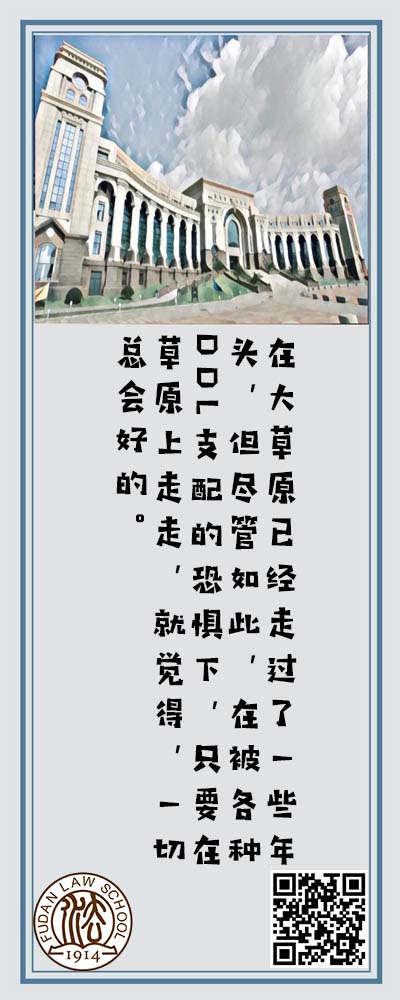 在大草原已经走过了一些年
头，但尽管如此，在被各种
DDL支配的恐惧下，只要在
草原上走走，就觉得，一切
总会好的。
FUDAN LAW SCHOOL
1914